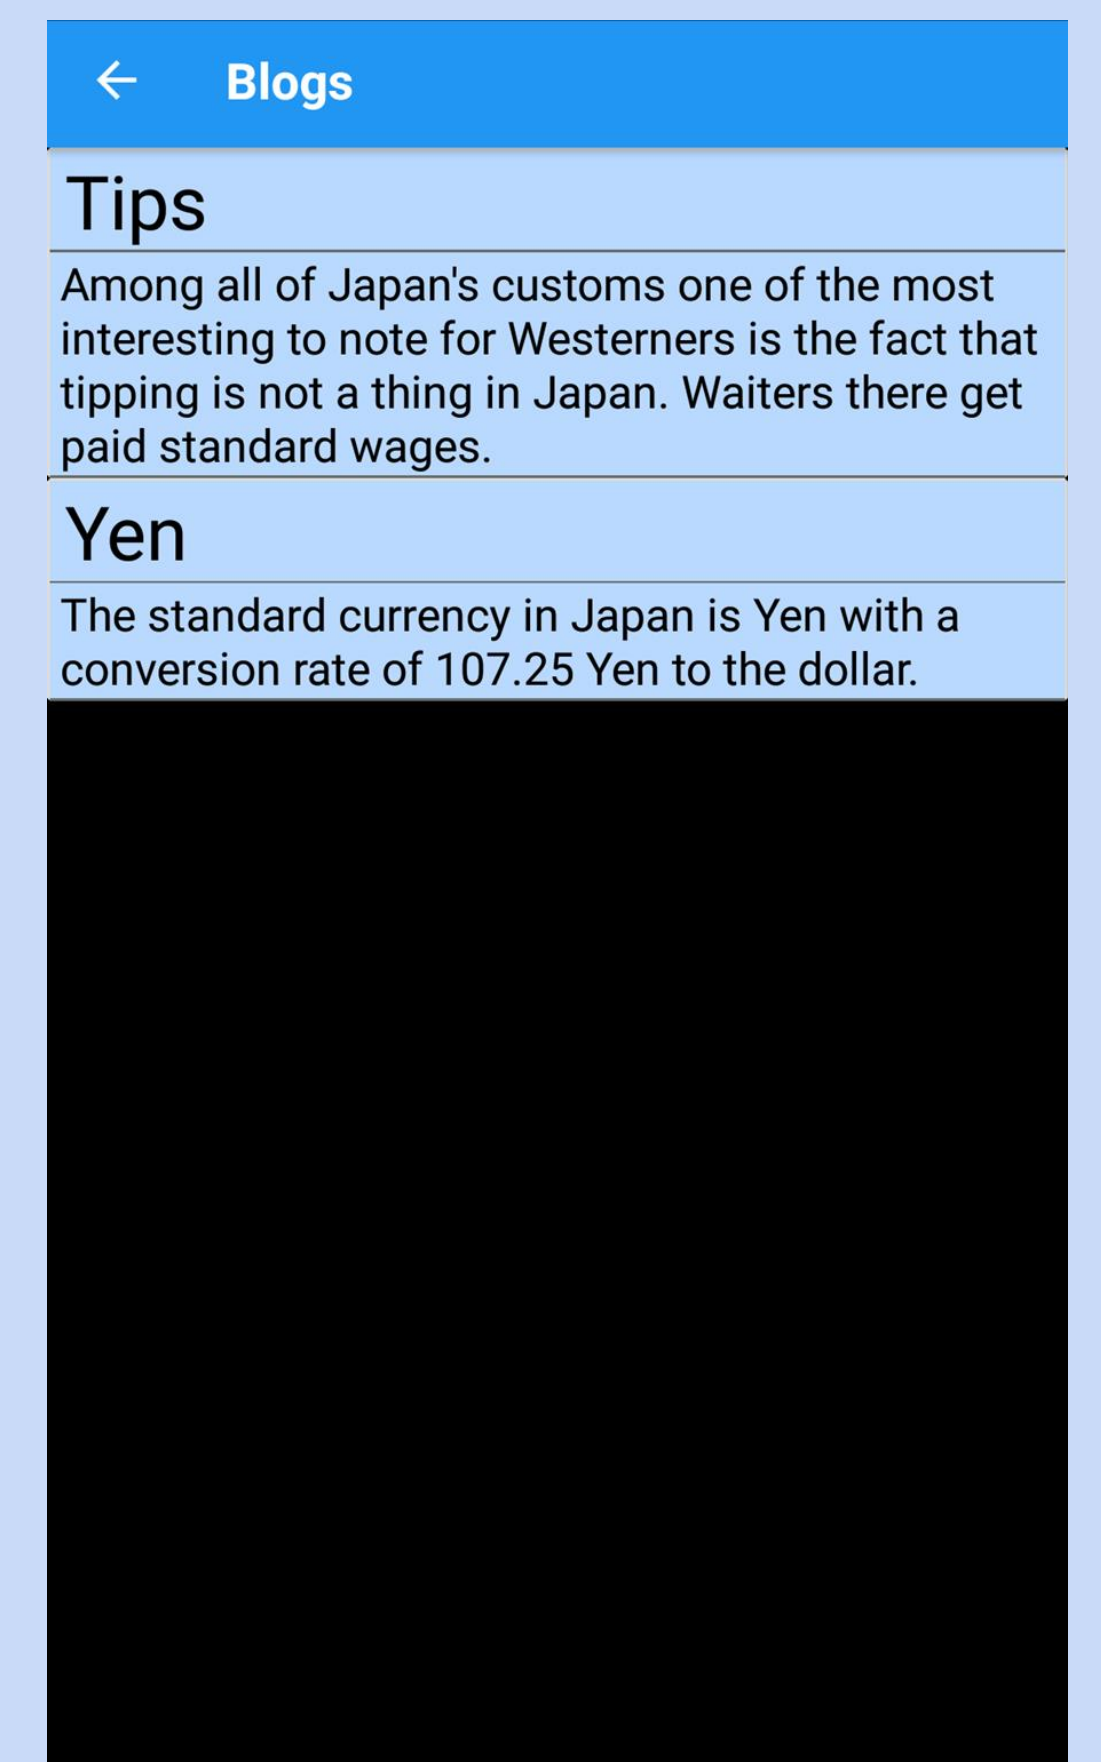 Blogs
Tips
Among all of Japan's customs one of the most
interesting to note for Westerners is the fact that
tipping is not a thing in Japan. Waiters there get
paid standard wages.
Yen
The standard currency in Japan is Yen with a
conversion rate of 107.25 Yen to the dollar.